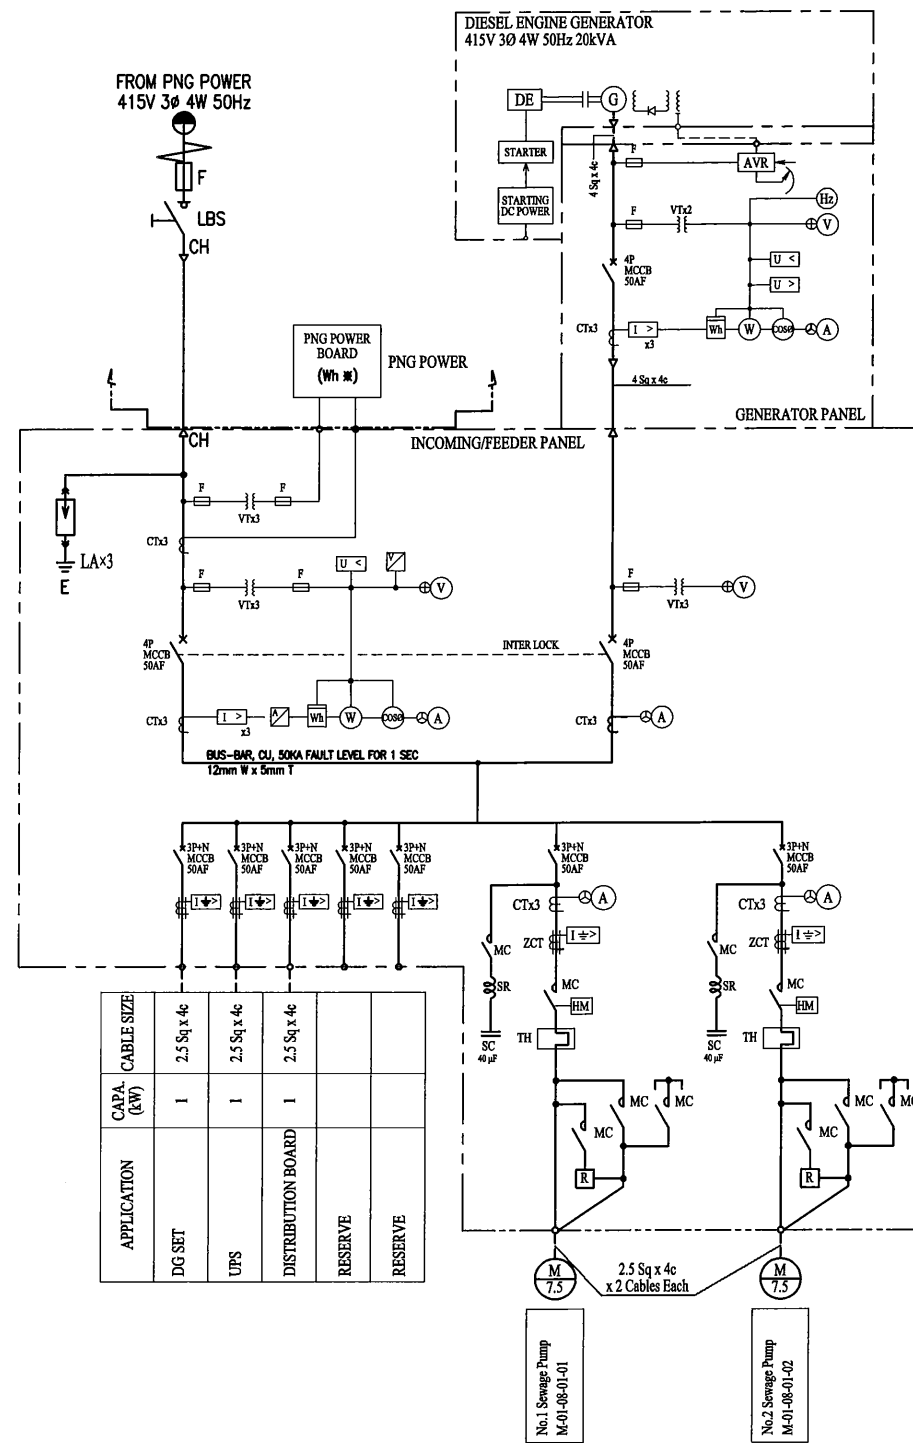 DIESEL ENGINE GENERATOR
415V 3Ø 4W 50Hz 20kVA
FROM PNG POWER
415V 3ø 4W 50Hz
F
LBS
CH
DE
G
STARTER
STARTING
DC POWER
4 Sq x 4c
F
AVR
Hz
F
VTx2
V
U <
U >
4P
MCCB
50AF
CTx3
I >
x3
Wh
W
COSØ
A
4 Sq x 4c
GENERATOR PANEL
PNG POWER
BOARD
(Wh ※)
PNG POWER
CH
INCOMING/FEEDER PANEL
F
VTx3
F
LA×3
E
CTx3
F
VTx3
F
U <
V
V
F
VTx3
V
4P
MCCB
50AF
INTER LOCK
4P
MCCB
50AF
CTx3
I >
x3
A
Wh
W
COSØ
A
CTx3
A
BUS-BAR, CU, 50KA FAULT LEVEL FOR 1 SEC
12mm W x 5mm T
3P+N
MCCB
50AF
3P+N
MCCB
50AF
3P+N
MCCB
50AF
3P+N
MCCB
50AF
3P+N
MCCB
50AF
3P+N
MCCB
50AF
3P+N
MCCB
50AF
I >
I >
I >
I >
I >
CTx3
A
ZCT
I >
MC
SR
SC
40 µF
MC
HM
TH
MC
MC
MC
R
CTx3
A
ZCT
I >
MC
SR
SC
40 µF
MC
HM
TH
MC
MC
MC
R
APPLICATION
CAPA.
(kW)
CABLE SIZE
DG SET
1
2.5 Sq x 4c
UPS
1
2.5 Sq x 4c
DISTRIBUTION BOARD
1
2.5 Sq x 4c
RESERVE
RESERVE
M
7.5
2.5 Sq x 4c
x 2 Cables Each
M
7.5
No.1 Sewage Pump
M-01-08-01-01
No.2 Sewage Pump
M-01-08-01-02